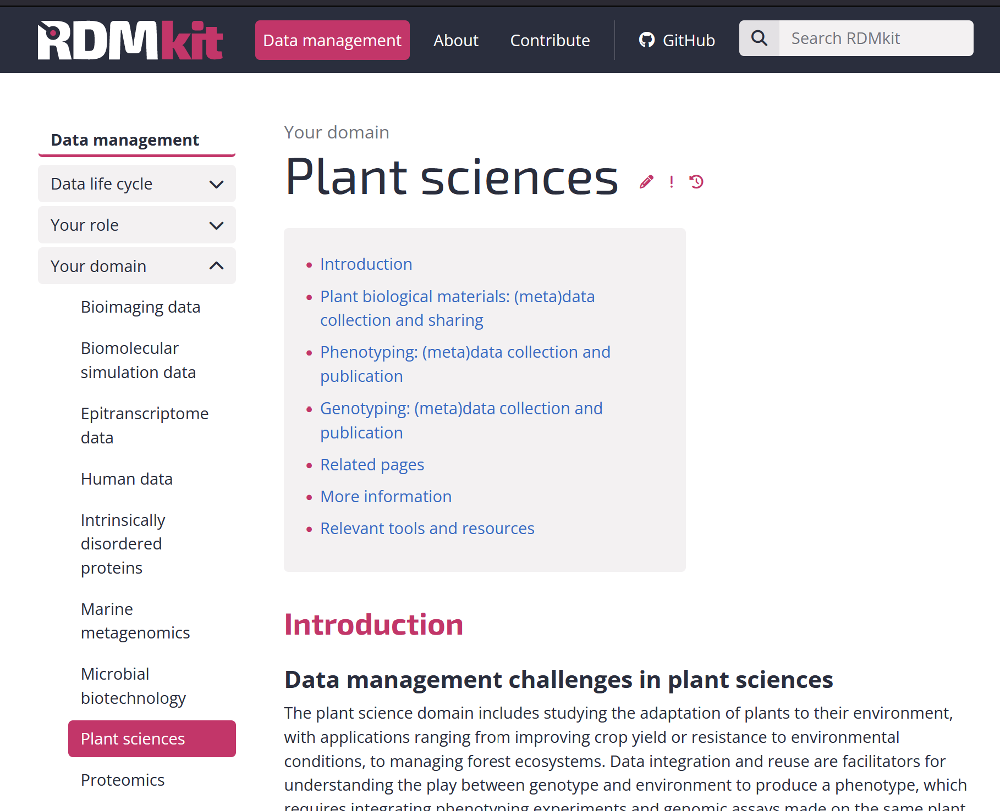 RDMkit
Data management
About
Contribute
GitHub
Search RDMkit
Data management
Data life cycle
Your role
Your domain
Bioimaging data
Biomolecular
simulation data
Epitranscriptome
data
Human data
Intrinsically
disordered
proteins
Marine
metagenomics
Microbial
biotechnology
Plant sciences
Proteomics
Your domain
Plant sciences
Introduction
Plant biological materials: (meta)data
collection and sharing
Phenotyping: (meta)data collection and
publication
Genotyping: (meta)data collection and
publication
Related pages
More information
Relevant tools and resources
Introduction
Data management challenges in plant sciences
The plant science domain includes studying the adaptation of plants to their environment,
with applications ranging from improving crop yield or resistance to environmental
conditions, to managing forest ecosystems. Data integration and reuse are facilitators for
understanding the play between genotype and environment to produce a phenotype, which
requires integrating phenotyping experiments and genomic assays made on the same plant